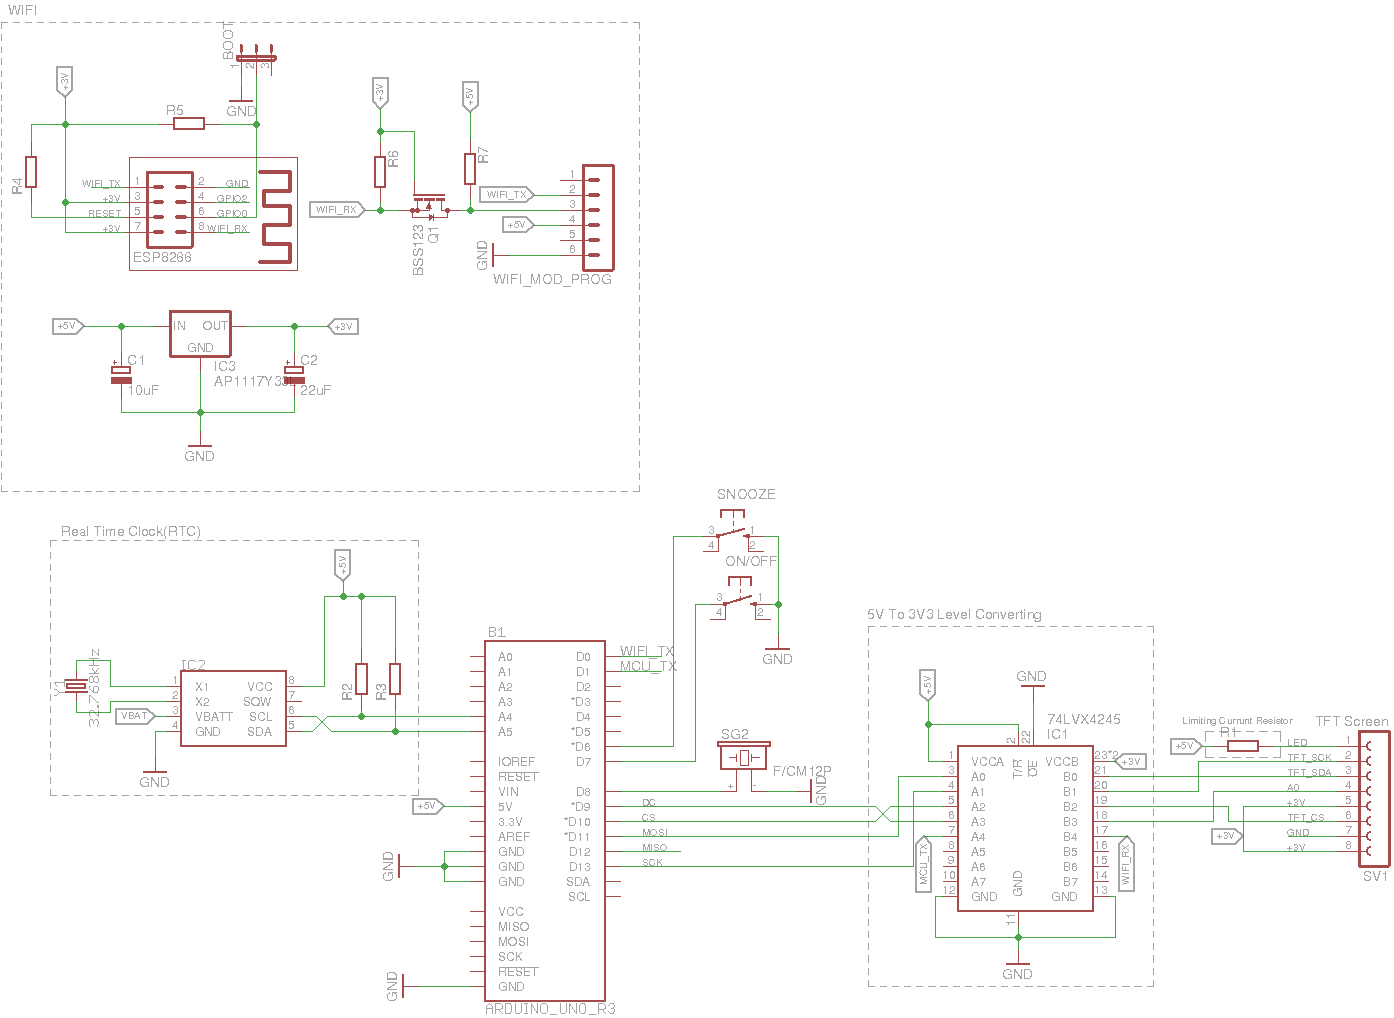 WIFI
BOOT
1 2 3
GND
+3V
+3V
+5V
R5
R4
R6
R7
WIFI_TX 1 2 GND
+3V 3 4 GPIO2
RESET 5 6 GPIO0
+3V 7 8 WIFI_RX
ESP8266
WIFI_RX
BSS123
Q1
WIFI_TX
+5V
GND
1
2
3
4
5
6
WIFI_MOD_PROG
+5V
IN OUT
GND
+3V
C1
10uF
IC3
AP1117Y33L
C2
22uF
GND
SNOOZE
3 1
4 2
ON/OFF
3 1
4 2
GND
Real Time Clock(RTC)
+5V
Y1
32.768kHz
IC2
1 X1 VCC 8
2 X2 SQW 7
VBAT 3 VBATT SCL 6
4 GND SDA 5
R2
R3
GND
B1
A0 D0 WIFI_TX
A1 D1 MCU_TX
A2 D2
A3 *D3
A4 D4
A5 *D5
*D6
IOREF D7
RESET
VIN D8
+5V 5V *D9 DC
3.3V *D10 CS
AREF *D11 MOSI
GND D12 MISO
GND GND D13 SCK
GND SDA
SCL
VCC
MISO
MOSI
SCK
RESET
GND GND
ARDUINO_UNO_R3
SG2
F/CM12P
+ -
GND
5V To 3V3 Level Converting
+5V
GND
74LVX4245
IC1
2 22
T/R OE
1 VCCA VCCB 23*2 +3V
3 A0 B0 21
4 A1 B1 20
5 A2 B2 19
6 A3 B3 18
7 A4 B4 17
8 A5 B5 16
9 A6 B6 15
10 A7 B7 14
12 GND GND 13
GND
11
MCU_TX
WIFI_RX
GND
Limiting Currunt Resistor
R1
+5V
TFT Screen
LED 1
TFT_SCK 2
TFT_SDA 3
A0 4
+3V 5
TFT_CS 6
+3V GND 7
+3V 8
SV1